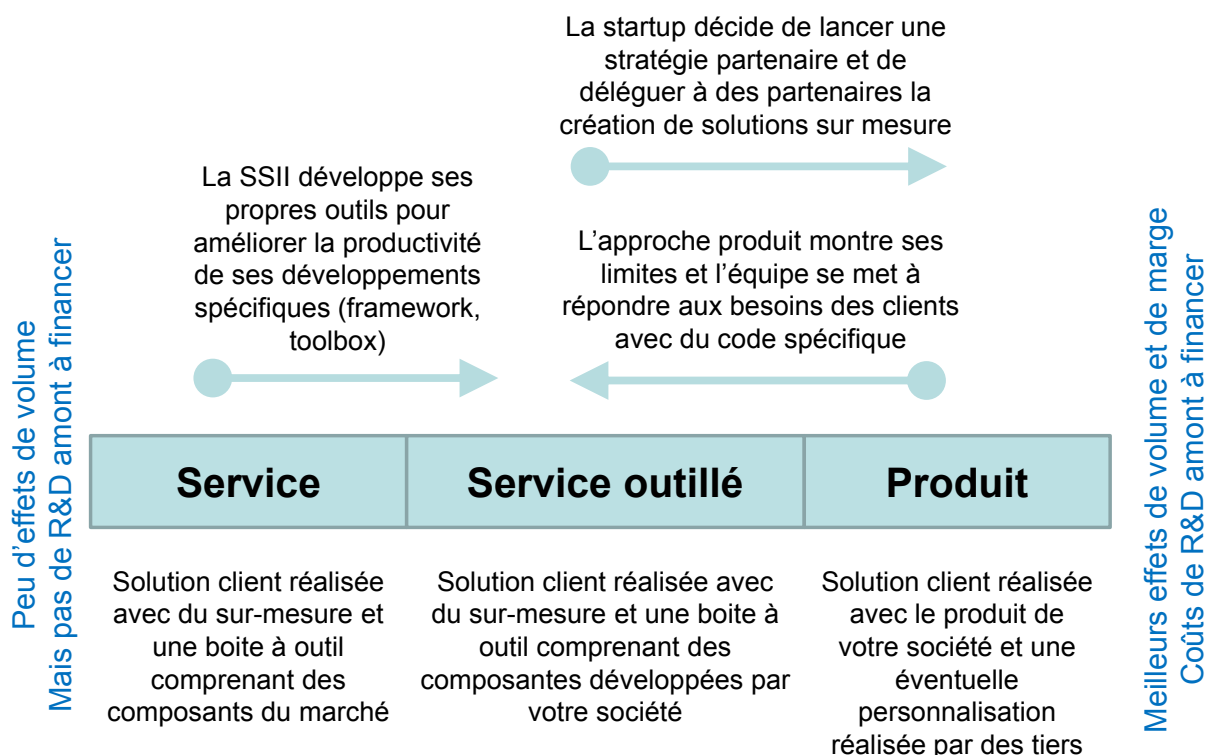 La startup décide de lancer une
stratégie partenaire et de
déléguer à des partenaires la
création de solutions sur mesure
La SSII développe ses
propres outils pour
améliorer la productivité
de ses développements
spécifiques (framework,
toolbox)
L’approche produit montre ses
limites et l’équipe se met à
répondre aux besoins des clients
avec du code spécifique
Peu d’effets de volume
Mais pas de R&D amont à financer
Service
Service outillé
Produit
Solution client réalisée
avec du sur-mesure et
une boite à outil
comprenant des
composants du marché
Solution client réalisée avec
du sur-mesure et une boite à
outil comprenant des
composantes développées par
votre société
Solution client réalisée
avec le produit de
votre société et une
éventuelle
personnalisation
réalisée par des tiers
Meilleurs effets de volume et de marge
Coûts de R&D amont à financer